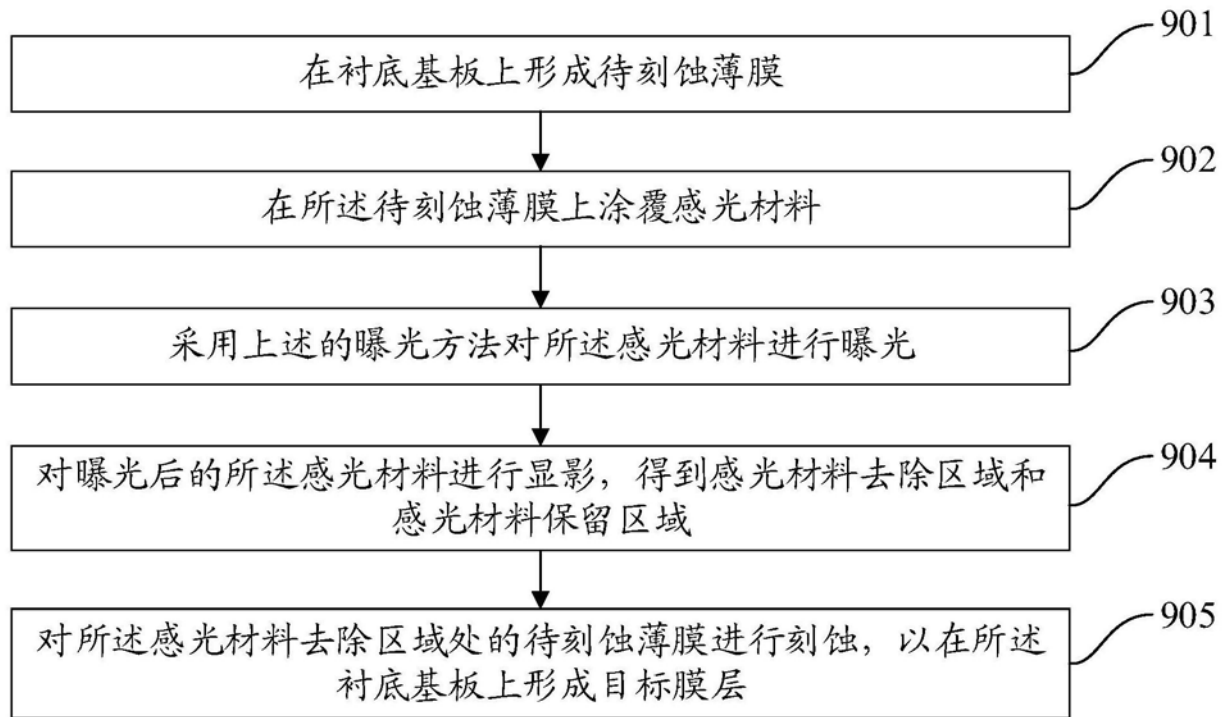 901
在衬底基板上形成待刻蚀薄膜
902
在所述待刻蚀薄膜上涂覆感光材料
903
采用上述的曝光方法对所述感光材料进行曝光
904
对曝光后的所述感光材料进行显影，得到感光材料去除区域和
感光材料保留区域
905
对所述感光材料去除区域处的待刻蚀薄膜进行刻蚀，以在所述
衬底基板上形成目标膜层